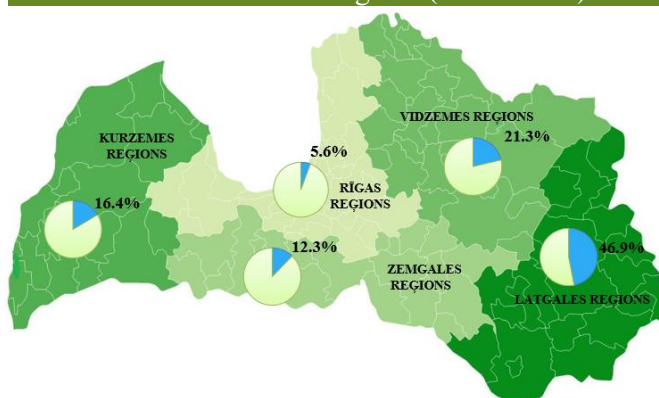 KURZEMES
REĢIONS
16.4%
5.6%
RĪGAS
REĢIONS
VIDZEMES REĢIONS
21.3%
12.3%
ZEMGALES
REĢIONS
46.9%
LATGALES REĢIONS